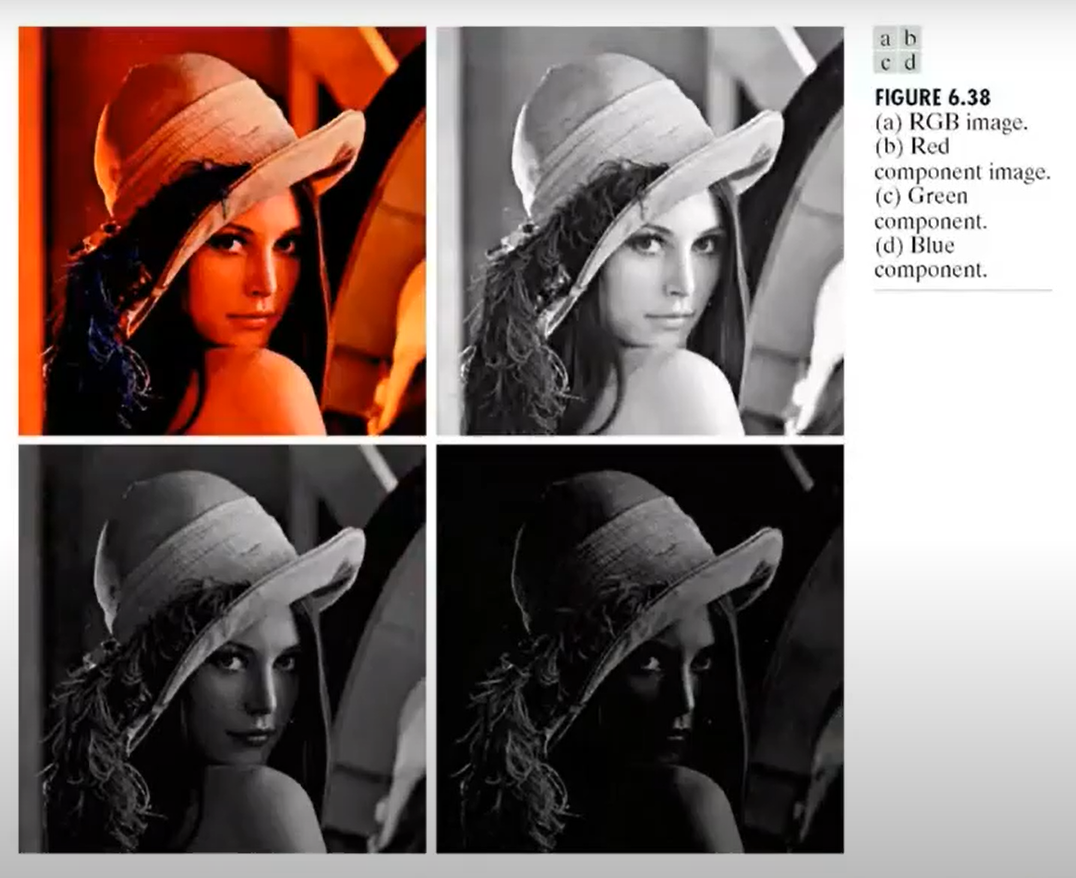 a b
c d
FIGURE 6.38
(a) RGB image.
(b) Red
component image.
(c) Green
component.
(d) Blue
component.